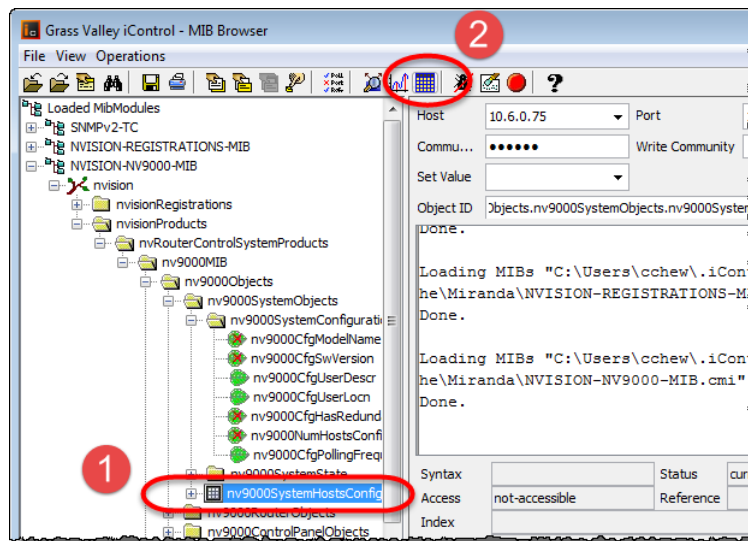 Grass Valley iControl - MIB Browser
2
File View Operations
Loaded MibModules
SNMPv2-TC
NVISION-REGISTRATIONS-MIB
NVISION-NV9000-MIB
nvision
nvisionRegistrations
nvisionProducts
nvRouterControlSystemProducts
nv9000MIB
nv9000Objects
nv9000SystemObjects
nv9000SystemConfigurati
nv9000CfgModelName
nv9000CfgSwVersion
nv9000CfgUserDescr
nv9000CfgUserLocn
nv9000CfgHasRedund
nv9000NumHostsConfi
nv9000CfgPollingFreq
nv9000SystemState
1
nv9000SystemHostsConfig
nv9000RouterObjects
nv9000ControlPanelObjects
Host 10.6.0.75 Port
Commu... ●●●●●● Write Community
Set Value
Object ID Objects.nv9000SystemObjects.nv9000System
Done.
Loading MIBs "C:\Users\cchew\.iCon
he\Miranda\NVISION-REGISTRATIONS-M
Done.
Loading MIBs "C:\Users\cchew\.iCon
he\Miranda\NVISION-NV9000-MIB.cmi"
Done.
Syntax Status cur
Access not-accessible Reference
Index